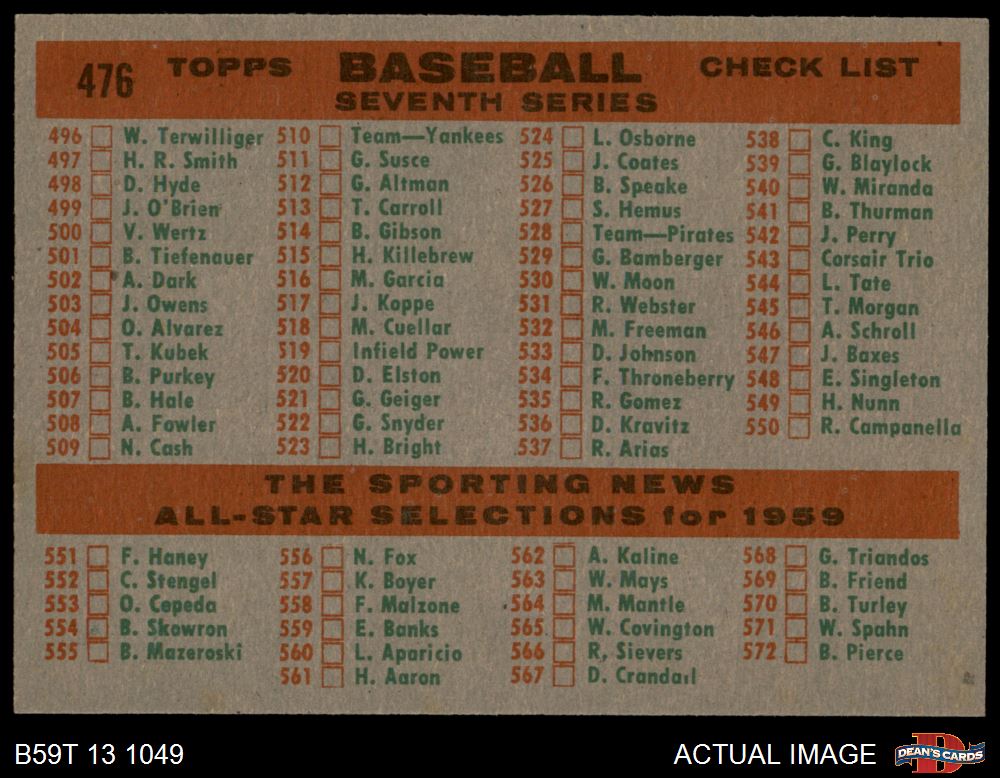 476 TOPPS BASEBALL CHECK LIST
SEVENTH SERIES
496 W. Terwilliger
497 H. R. Smith
498 D. Hyde
499 J. O'Brien
500 V. Wertz
501 B. Tiefenauer
502 A. Dark
503 J. Owens
504 O. Alvarez
505 T. Kubek
506 B. Purkey
507 B. Hale
508 A. Fowler
509 N. Cash
510 Team—Yankees
511 G. Susce
512 G. Altman
513 T. Carroll
514 B. Gibson
515 H. Killebrew
516 M. Garcia
517 J. Koppe
518 M. Cuellar
519 Infield Power
520 D. Elston
521 G. Geiger
522 G. Snyder
523 H. Bright
524 L. Osborne
525 J. Coates
526 B. Speake
527 S. Hemus
528 Team—Pirates
529 G. Bamberger
530 W. Moon
531 R. Webster
532 M. Freeman
533 D. Johnson
534 F. Throneberry
535 R. Gomez
536 D. Kravitz
537 R. Arias
538 C. King
539 G. Blaylock
540 W. Miranda
541 B. Thurman
542 J. Perry
543 Corsair Trio
544 L. Tate
545 T. Morgan
546 A. Schroll
547 J. Baxes
548 E. Singleton
549 H. Nunn
550 R. Campanella
THE SPORTING NEWS
ALL-STAR SELECTIONS for 1959
551 F. Haney
552 C. Stengel
553 O. Cepeda
554 B. Skowron
555 B. Mazeroski
556 N. Fox
557 K. Boyer
558 F. Malzone
559 E. Banks
560 L. Aparicio
561 H. Aaron
562 A. Kaline
563 W. Mays
564 M. Mantle
565 W. Covington
566 R. Sievers
567 D. Crandall
568 G. Triandos
569 B. Friend
570 B. Turley
571 W. Spahn
572 B. Pierce
B59T 13 1049 ACTUAL IMAGE DEAN'S CARDS